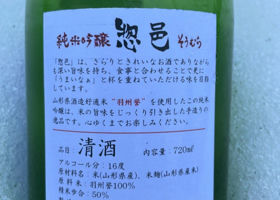 純米吟醸 惣邑 そうむら
「惣邑」は、さらりときれいなお酒でありながら
も深い旨味を持ち、食事と合わせることで更に
「うまいなぁ」と杯を重ねていただける味を目指
しています。
山形県酒造好適米"羽州誉"を使用したこの純米
吟醸は、米の旨味をじっくり引き出した手造りの
逸品です。心ゆくまでお楽しみください。
品目 清酒 内容量:720ml
アルコール分:16度
原材料名:米(山形県産)、米麹(山形県産米)
原料米:羽州誉100%
精米歩合:50%